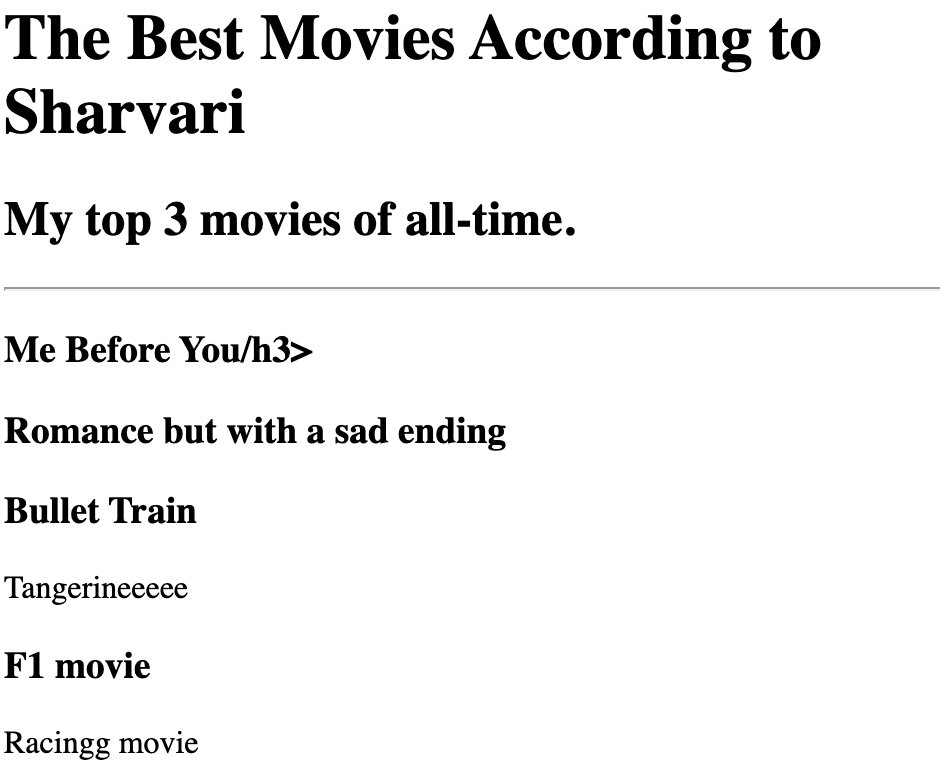 The Best Movies According to
Sharvari
My top 3 movies of all-time.
Me Before You/h3>
Romance but with a sad ending
Bullet Train
Tangerineeeee
F1 movie
Racingg movie